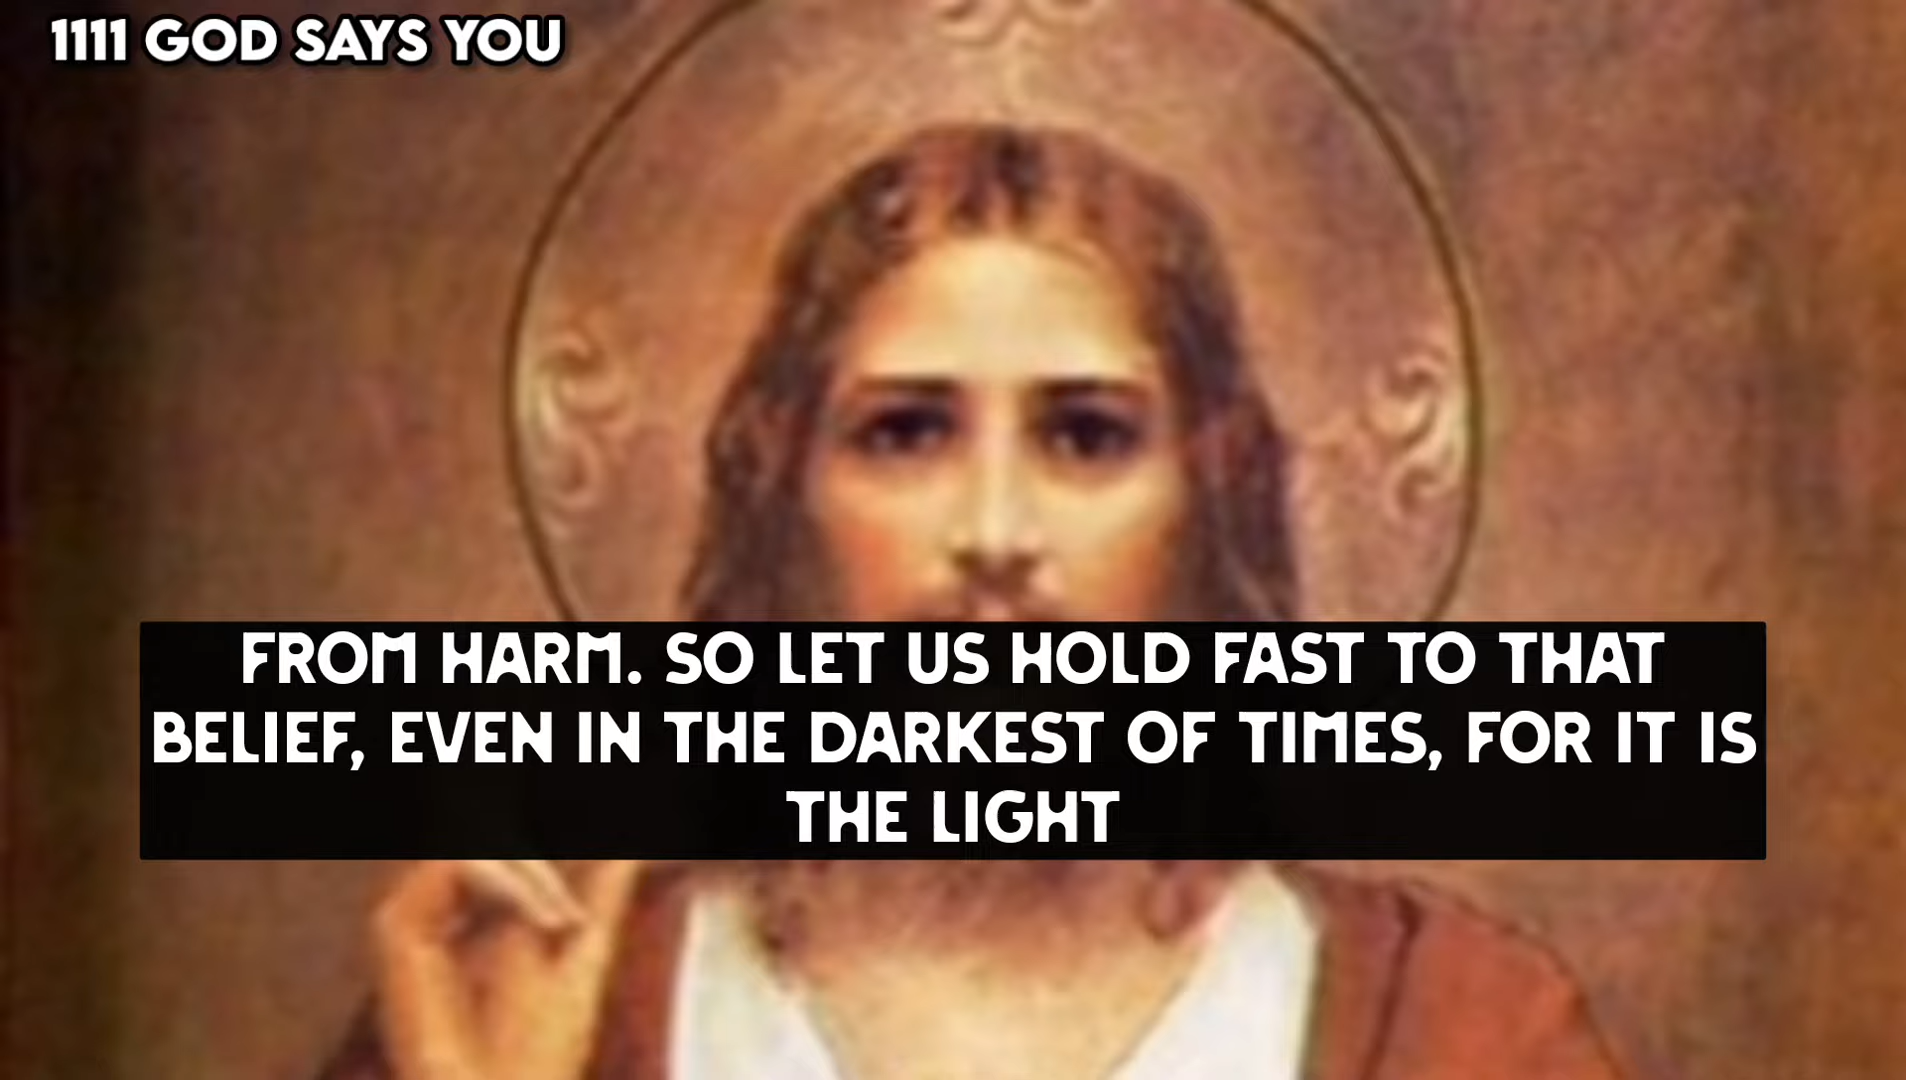 1111 GOD SAYS YOU
FROM HARM. SO LET US HOLD FAST TO THAT
BELIEF, EVEN IN THE DARKEST OF TIMES, FOR IT IS
THE LIGHT